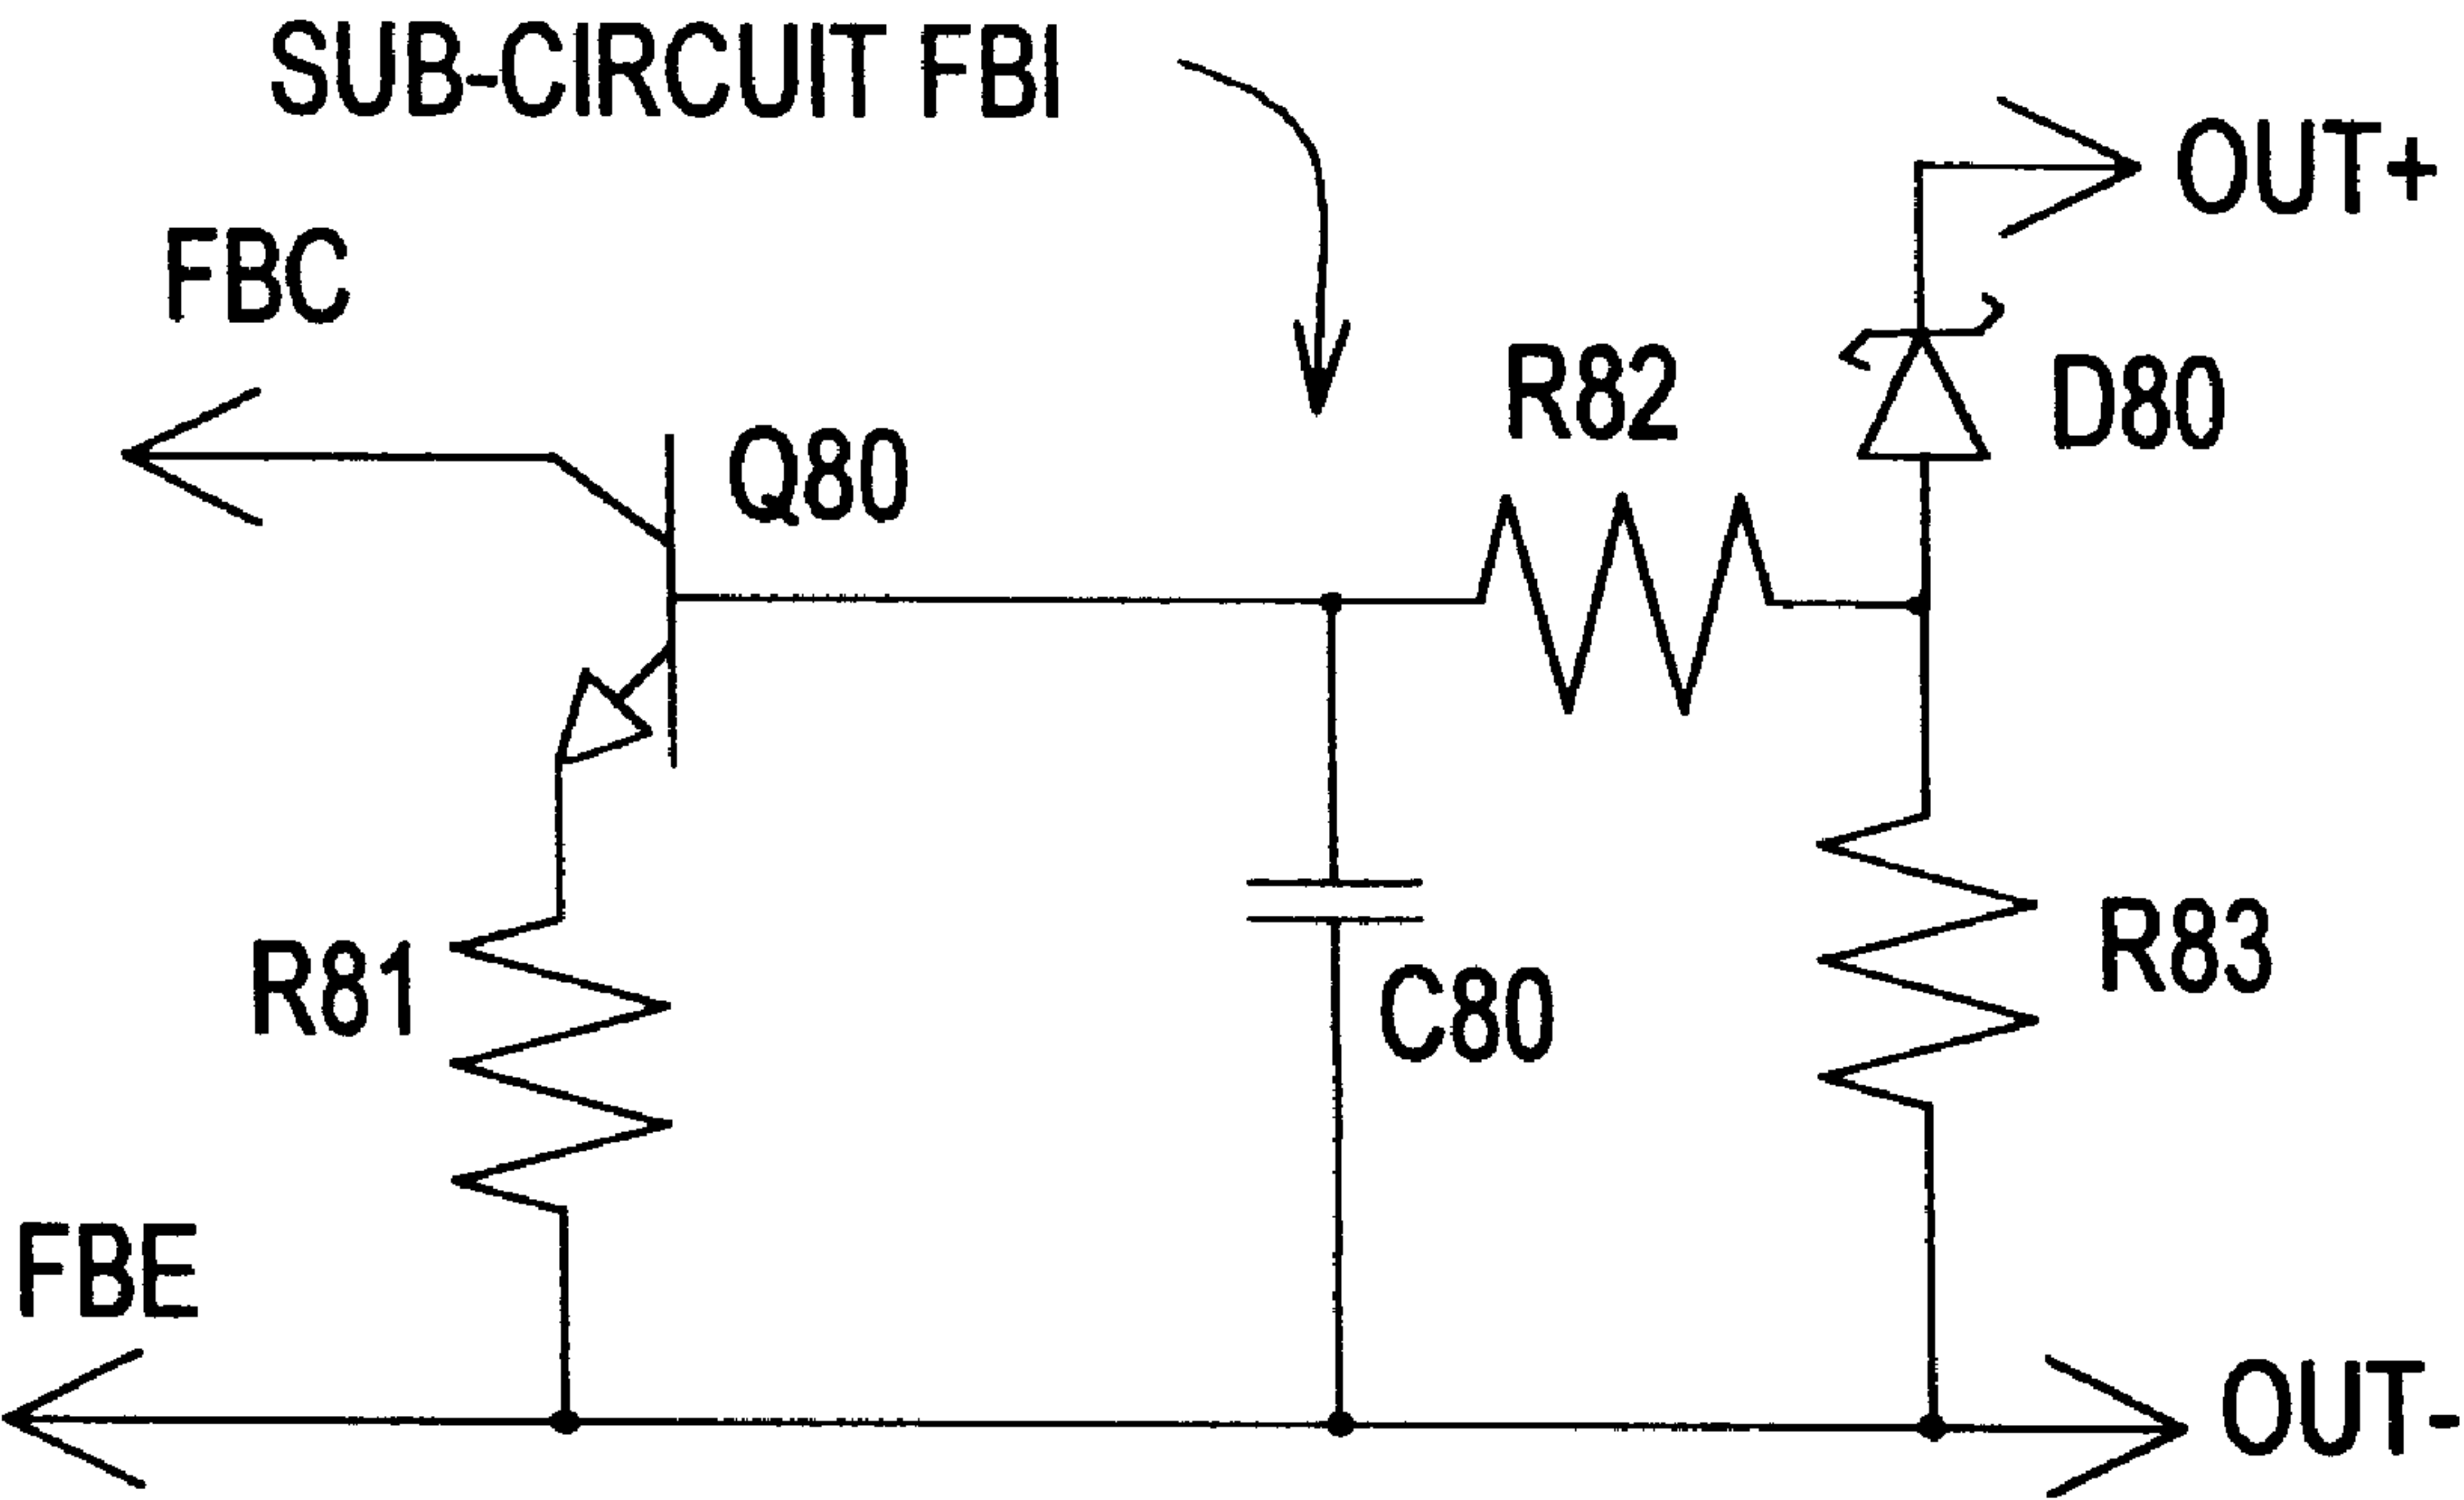 SUB-CIRCUIT FBI
OUT+
FBC
R82
D80
Q80
R81
R83
C80
FBE
OUT-